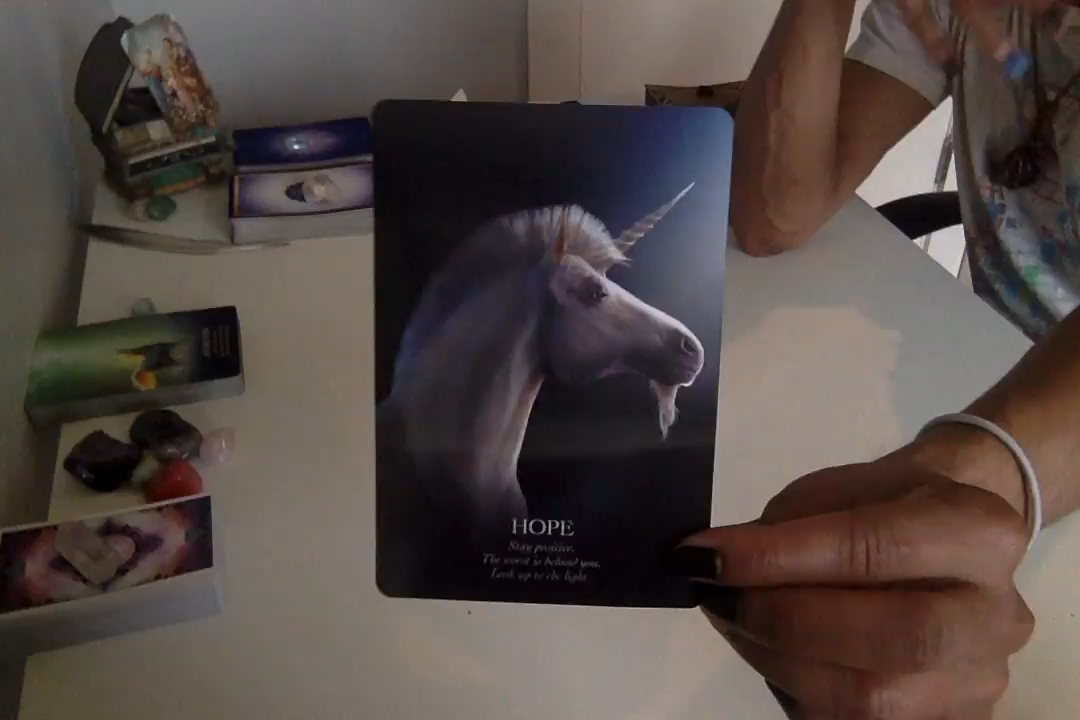 HOPE
Stay positive.
The worst is behind you.
Look up to the light